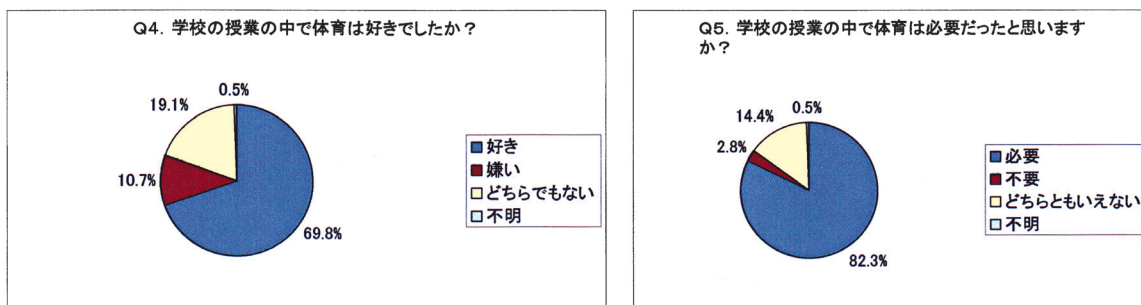 Q4. 学校の授業の中で体育は好きでしたか?
0.5%
19.1%
10.7%
69.8%
好き
嫌い
どちらでもない
不明
Q5. 学校の授業の中で体育は必要だったと思います
か?
0.5%
14.4%
2.8%
82.3%
必要
不要
どちらともいえない
不明